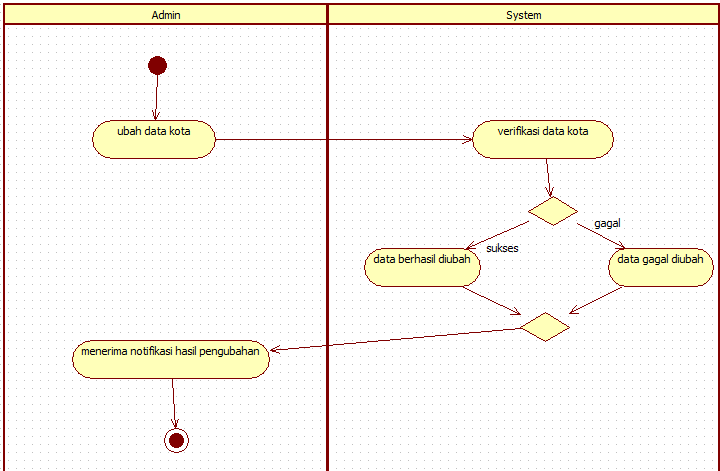 Admin
System
ubah data kota
verifikasi data kota
gagal
sukses
data berhasil diubah
data gagal diubah
menerima notifikasi hasil pengubahan